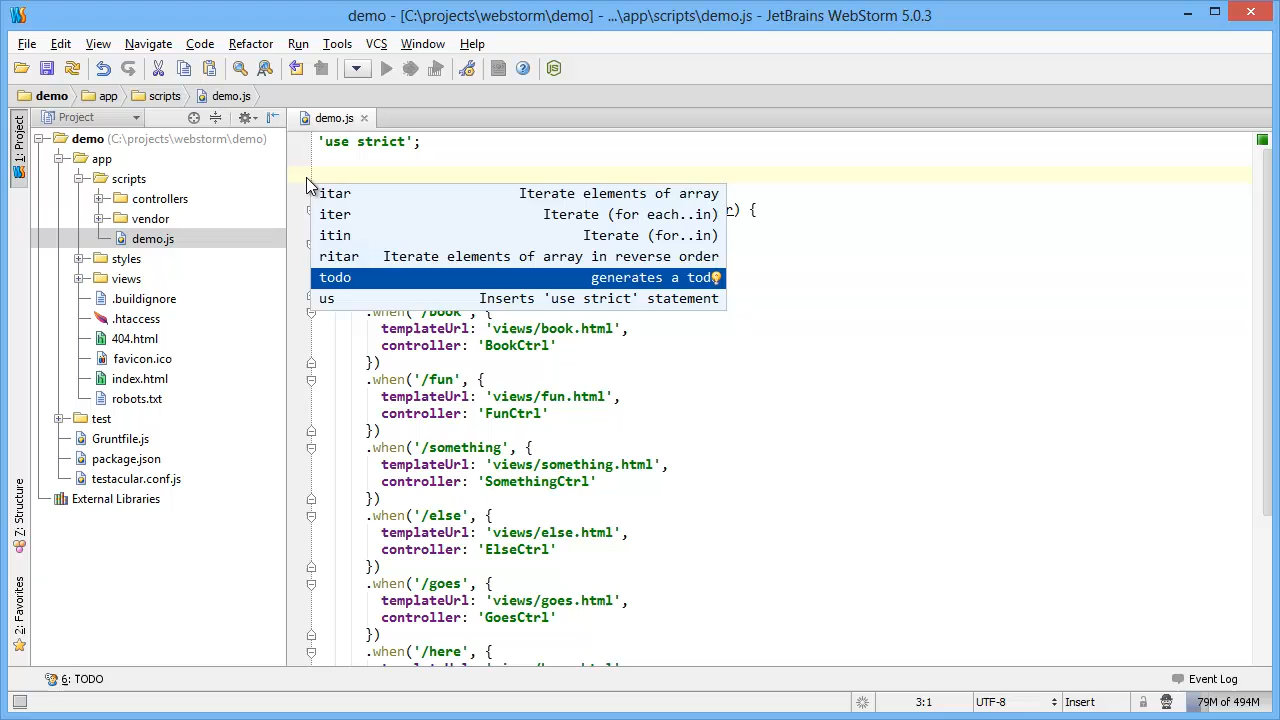 demo - [C:\projects\webstorm\demo] - ...\app\scripts\demo.js - JetBrains WebStorm 5.0.3
File Edit View Navigate Code Refactor Run Tools VCS Window Help
demo app scripts demo.js
1: Project
Project
demo (C:\projects\webstorm\demo)
app
scripts
controllers
vendor
demo.js
styles
views
.buildignore
.htaccess
404.html
favicon.ico
index.html
robots.txt
test
Gruntfile.js
package.json
testacular.conf.js
External Libraries
Z: Structure
2: Favorites
demo.js
'use strict';
itar Iterate elements of array
iter Iterate (for each..in)
itin Iterate (for..in)
ritar Iterate elements of array in reverse order
todo generates a todo
us Inserts 'use strict' statement
) {
.when('/book', {
templateUrl: 'views/book.html',
controller: 'BookCtrl'
})
.when('/fun', {
templateUrl: 'views/fun.html',
controller: 'FunCtrl'
})
.when('/something', {
templateUrl: 'views/something.html',
controller: 'SomethingCtrl'
})
.when('/else', {
templateUrl: 'views/else.html',
controller: 'ElseCtrl'
})
.when('/goes', {
templateUrl: 'views/goes.html',
controller: 'GoesCtrl'
})
.when('/here', {
6: TODO
Event Log
3:1 UTF-8 Insert 79M of 494M